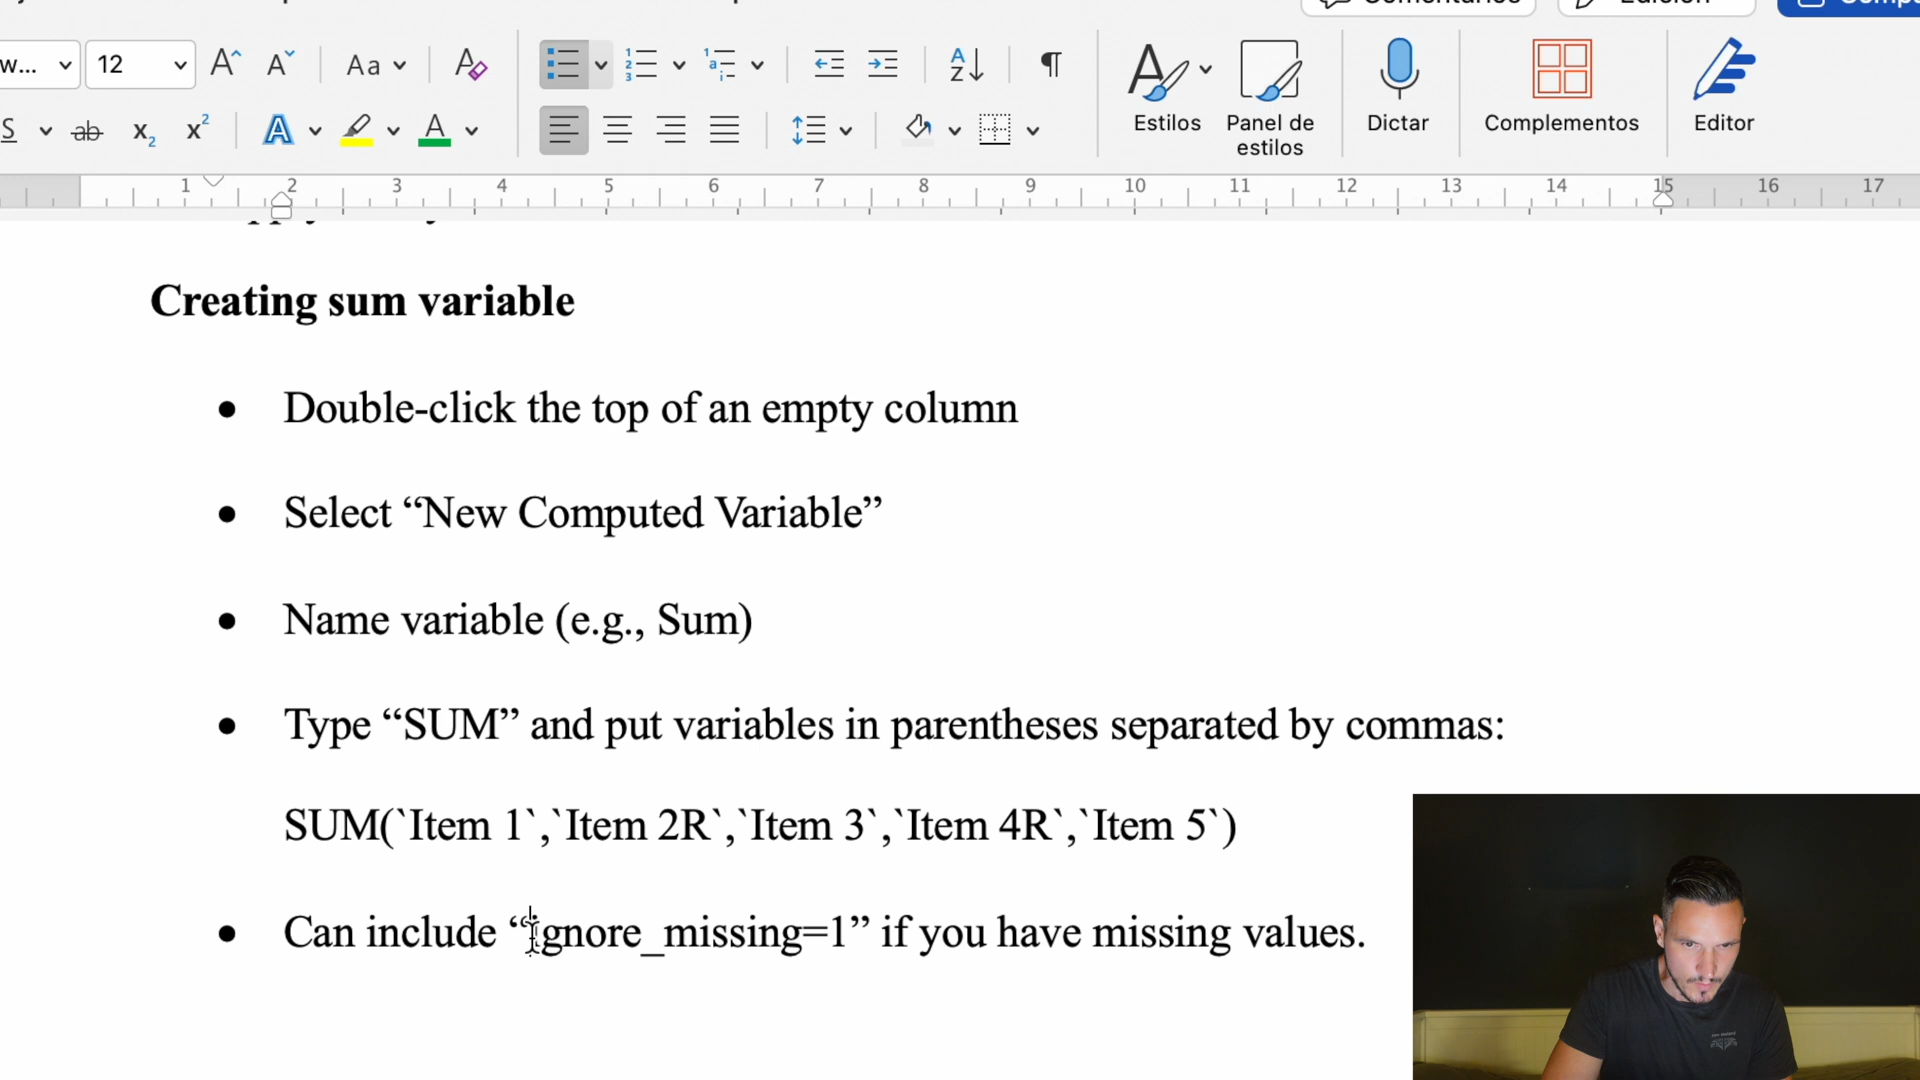 12
Aa
Estilos
Panel de estilos
Dictar
Complementos
Editor
1 2 3 4 5 6 7 8 9 10 11 12 13 14 15 16 17
Creating sum variable
● Double-click the top of an empty column
● Select “New Computed Variable”
● Name variable (e.g., Sum)
● Type “SUM” and put variables in parentheses separated by commas:
SUM(`Item 1`,`Item 2R`,`Item 3`,`Item 4R`,`Item 5`)
● Can include “ignore_missing=1” if you have missing values.